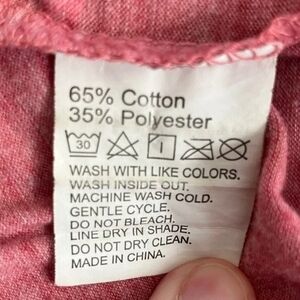 65% Cotton
35% Polyester
30
WASH WITH LIKE COLORS.
WASH INSIDE OUT.
MACHINE WASH COLD.
GENTLE CYCLE.
DO NOT BLEACH.
LINE DRY IN SHADE.
DO NOT DRY CLEAN.
MADE IN CHINA.